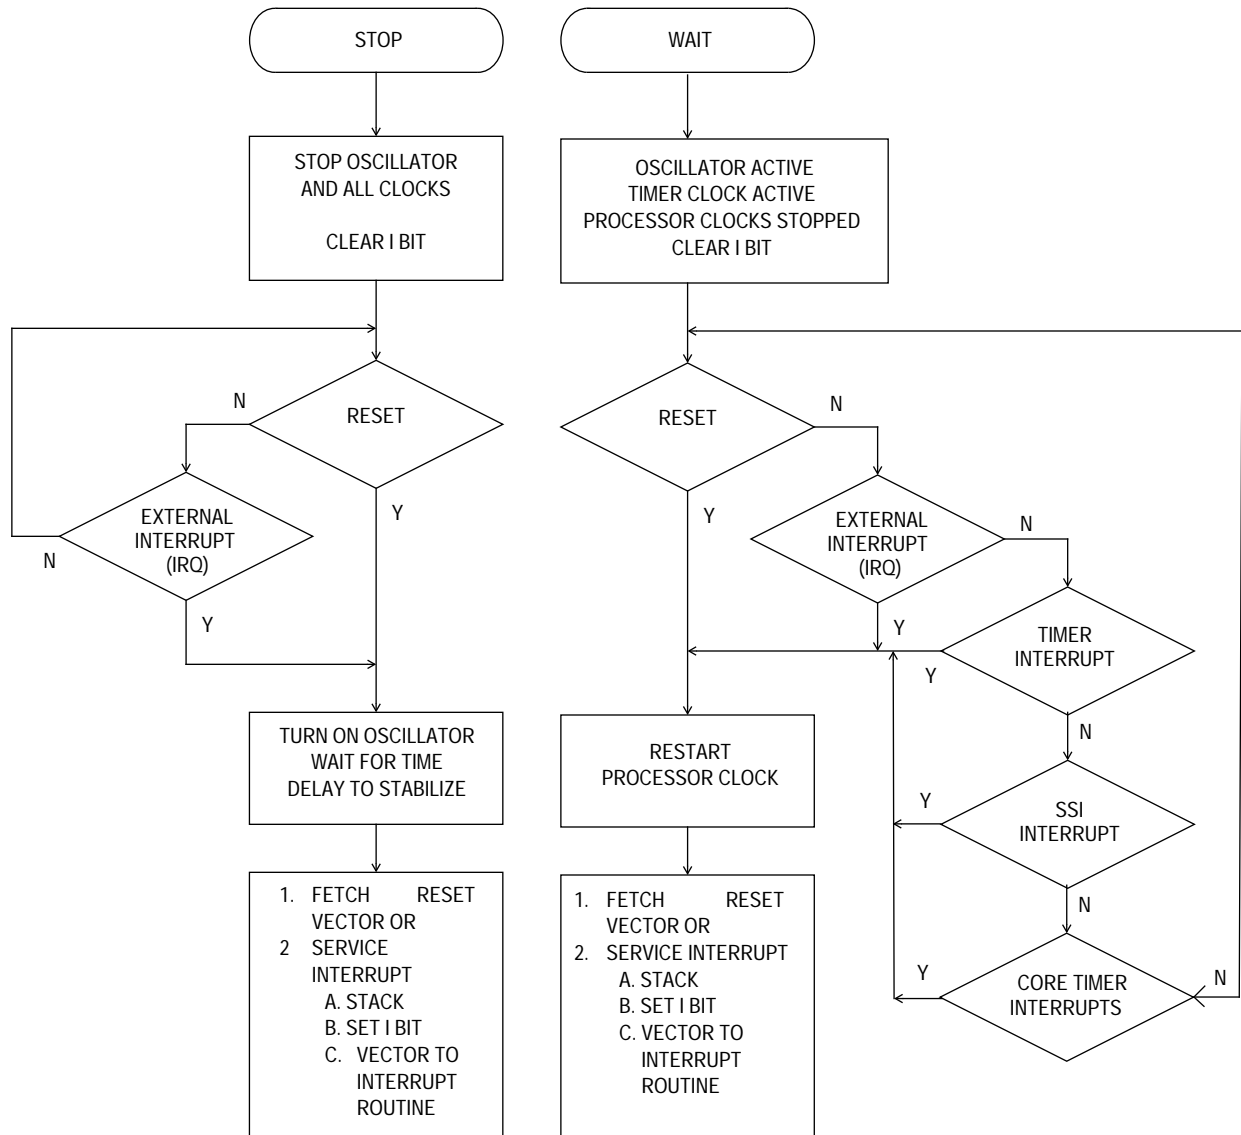 STOP
STOP OSCILLATOR
AND ALL CLOCKS
CLEAR I BIT
RESET
N
Y
EXTERNAL
INTERRUPT
(IRQ)
N
Y
TURN ON OSCILLATOR
WAIT FOR TIME
DELAY TO STABILIZE
1. FETCH RESET
VECTOR OR
2 SERVICE
INTERRUPT
A. STACK
B. SET I BIT
C. VECTOR TO
INTERRUPT
ROUTINE
WAIT
OSCILLATOR ACTIVE
TIMER CLOCK ACTIVE
PROCESSOR CLOCKS STOPPED
CLEAR I BIT
RESET
N
Y
EXTERNAL
INTERRUPT
(IRQ)
N
Y
TIMER
INTERRUPT
Y
N
SSI
INTERRUPT
Y
N
CORE TIMER
INTERRUPTS
Y
N
RESTART
PROCESSOR CLOCK
1. FETCH RESET
VECTOR OR
2. SERVICE INTERRUPT
A. STACK
B. SET I BIT
C. VECTOR TO
INTERRUPT
ROUTINE